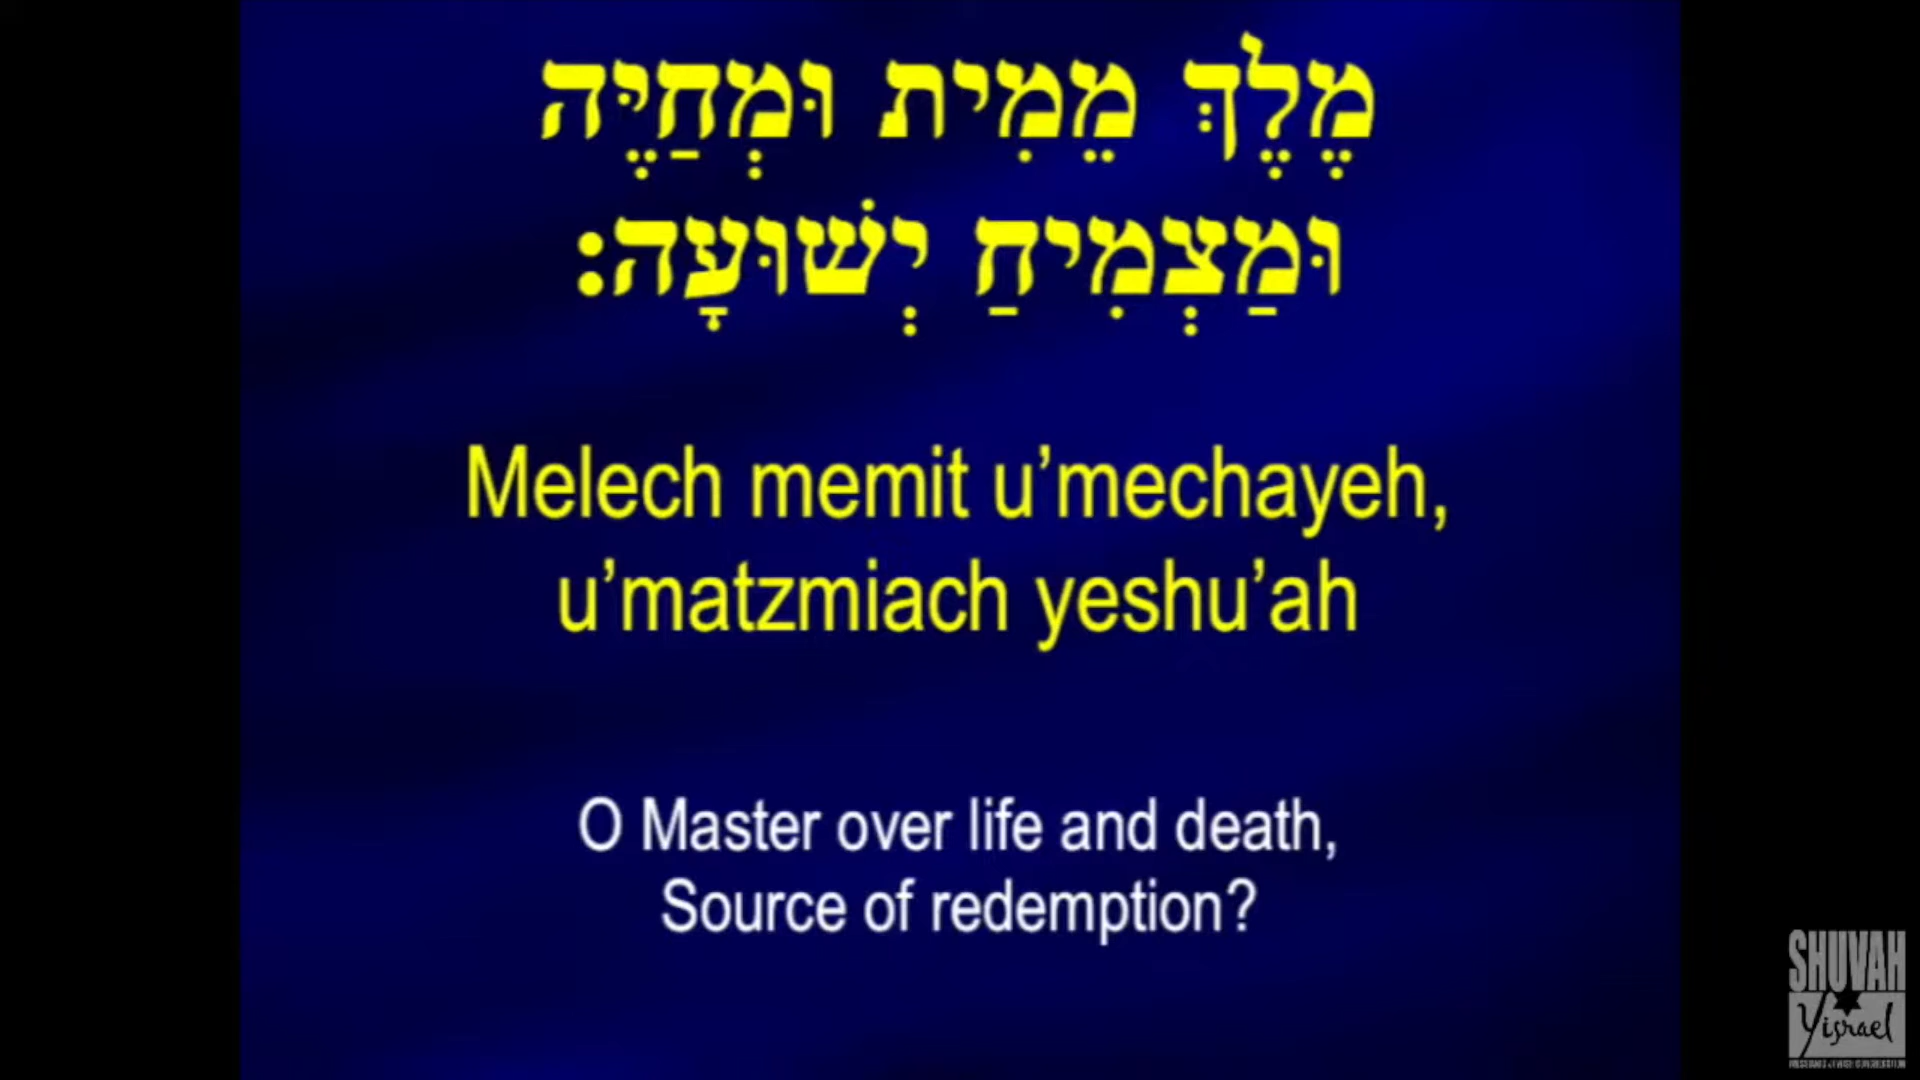 מֶלֶךְ מֵמִית וּמְחַיֶּה
וּמַצְמִיחַ יְשׁוּעָה:
Melech memit u’mechayeh,
u’matzmiach yeshu’ah
O Master over life and death,
Source of redemption?
SHUVAH
Yisrael